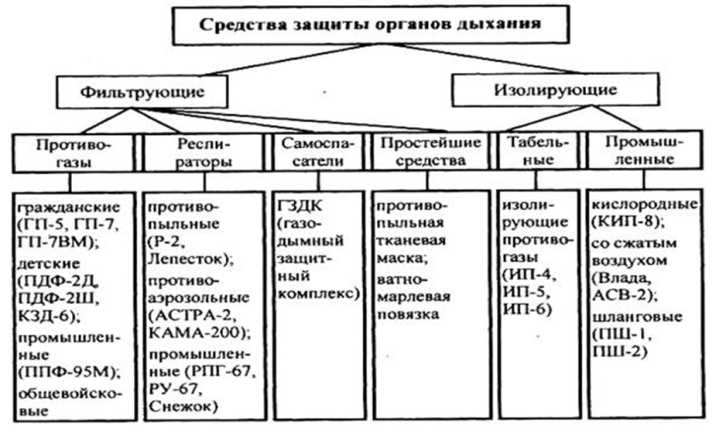 Средства защиты органов дыхания
Фильтрующие
Изолирующие
Противо-
газы
Респи-
раторы
Самоспа-
сатели
Простейшие
средства
Табель-
ные
Промыш-
ленные
гражданские
(ГП-5, ГП-7,
ГП-7ВМ);
детские
(ПДФ-2Д,
ПДФ-2Ш,
КЗД-6);
промышлен-
ные
(ППФ-95М);
общевойско-
вые
противо-
пыльные
(Р-2,
Лепесток);
противо-
аэрозольные
(АСТРА-2,
КАМА-200);
промышлен-
ные (РПГ-67,
РУ-67,
Снежок)
ГЗДК
(газо-
дымный
защит-
ный
комплекс)
противо-
пыльная
тканевая
маска;
ватно-
марлевая
повязка
изоли-
рующие
противо-
газы
(ИП-4,
ИП-5,
ИП-6)
кислородные
(КИП-8);
со сжатым
воздухом
(Влада,
АСВ-2);
шланговые
(ПШ-1,
ПШ-2)